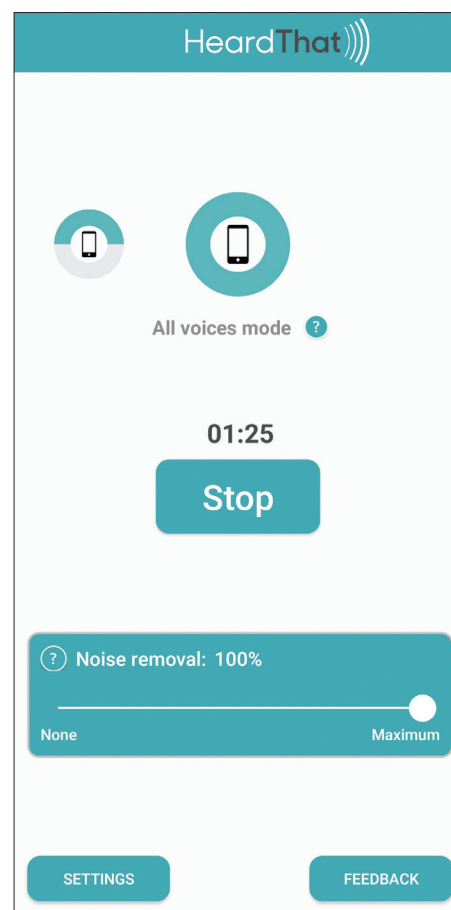 HeardThat
All voices mode ?
01:25
Stop
? Noise removal: 100%
None Maximum
SETTINGS FEEDBACK